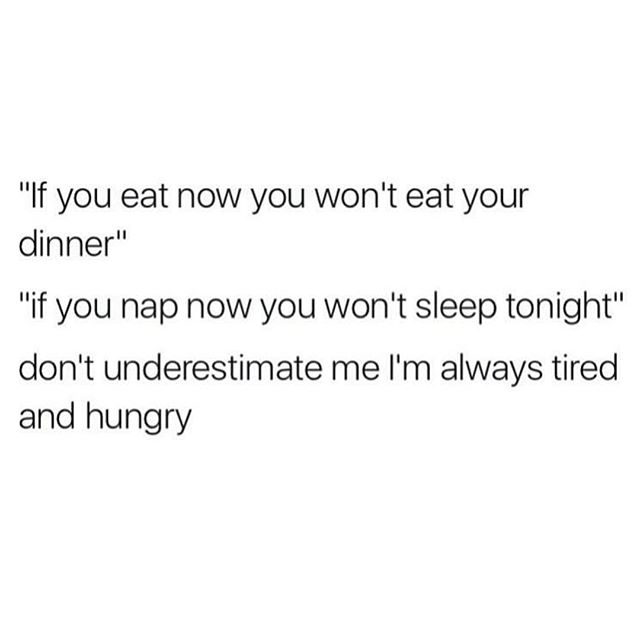 "If you eat now you won't eat your
dinner"
"if you nap now you won't sleep tonight"
don't underestimate me I'm always tired
and hungry